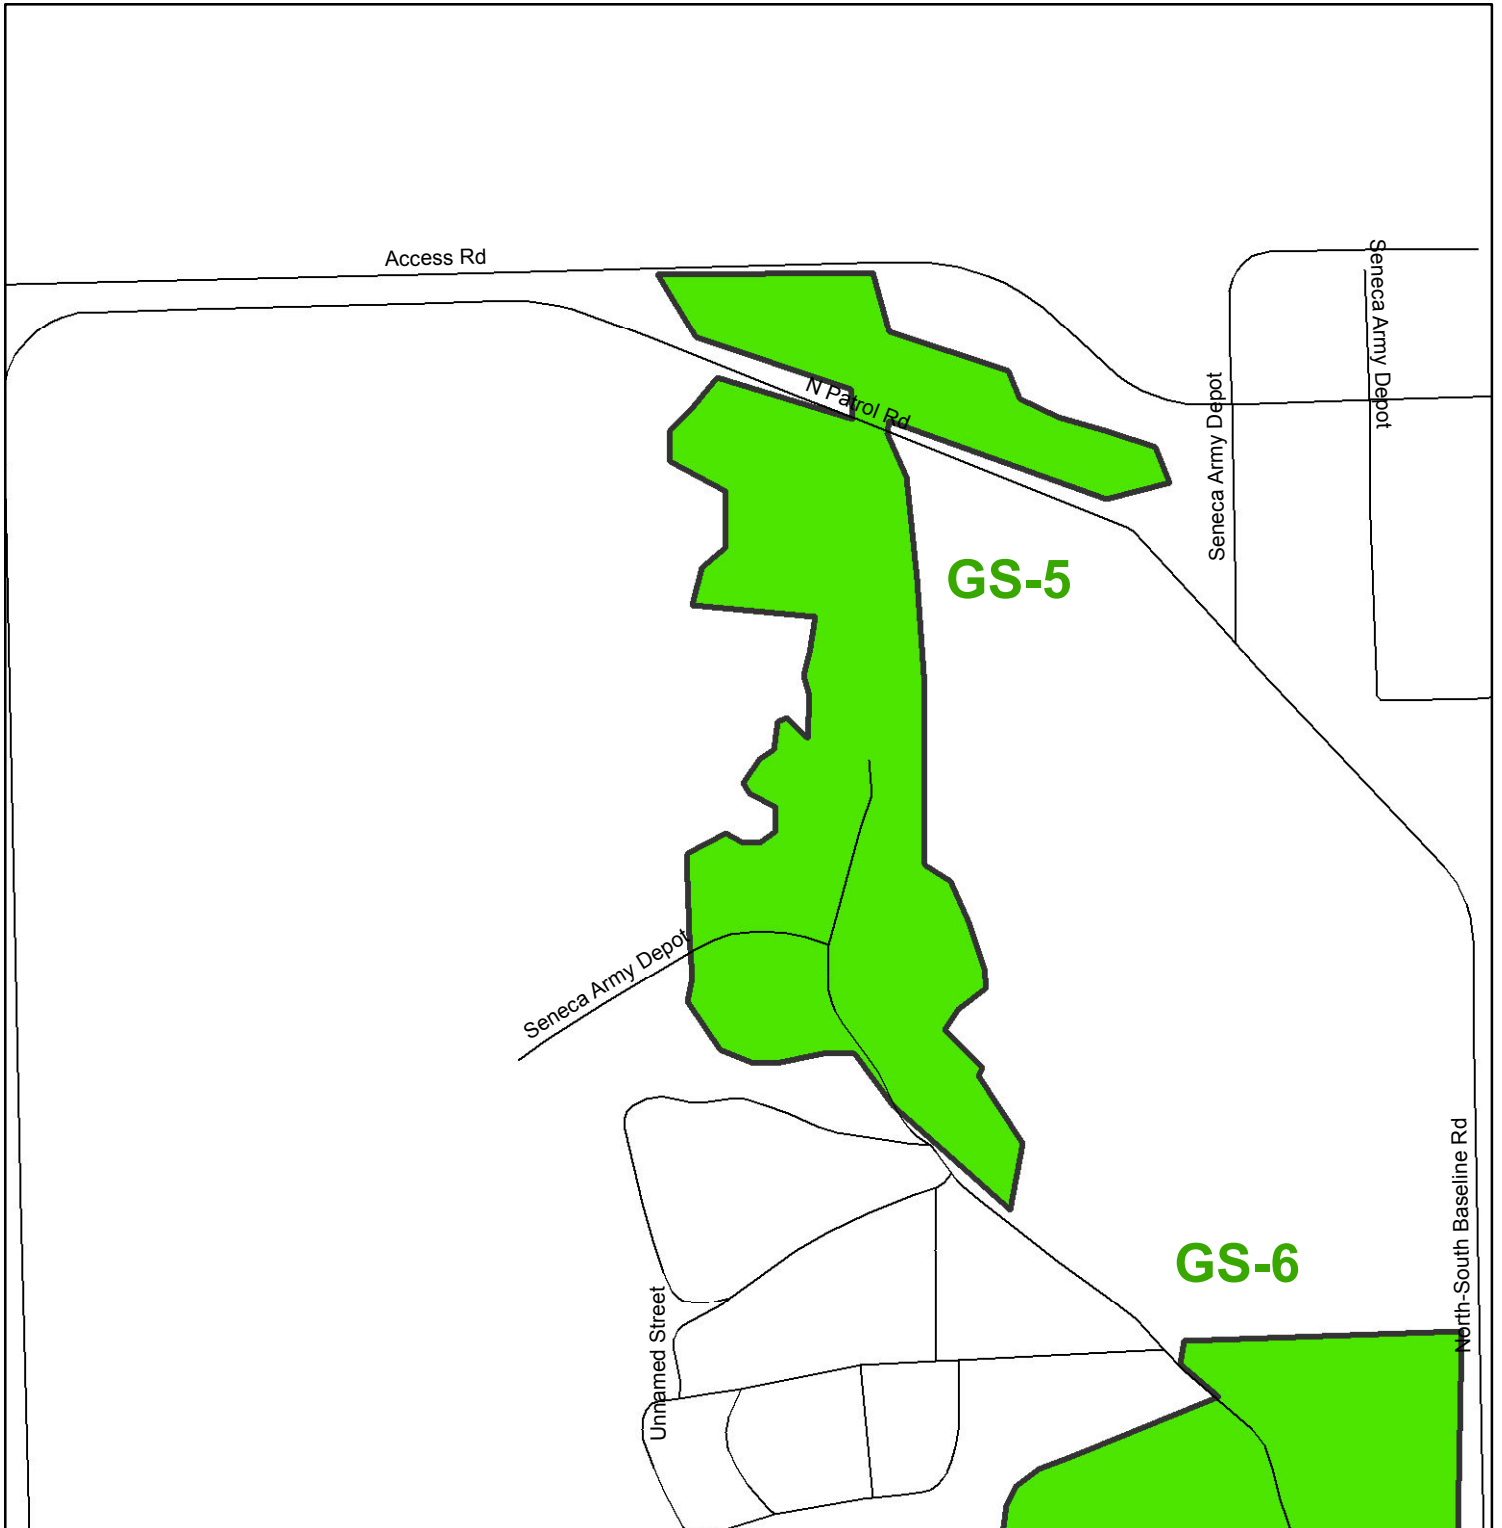 Access Rd
Seneca Army Depot
Seneca Army Depot
N Patrol Rd
GS-5
Seneca Army Depot
North-South Baseline Rd
GS-6
Unnamed Street